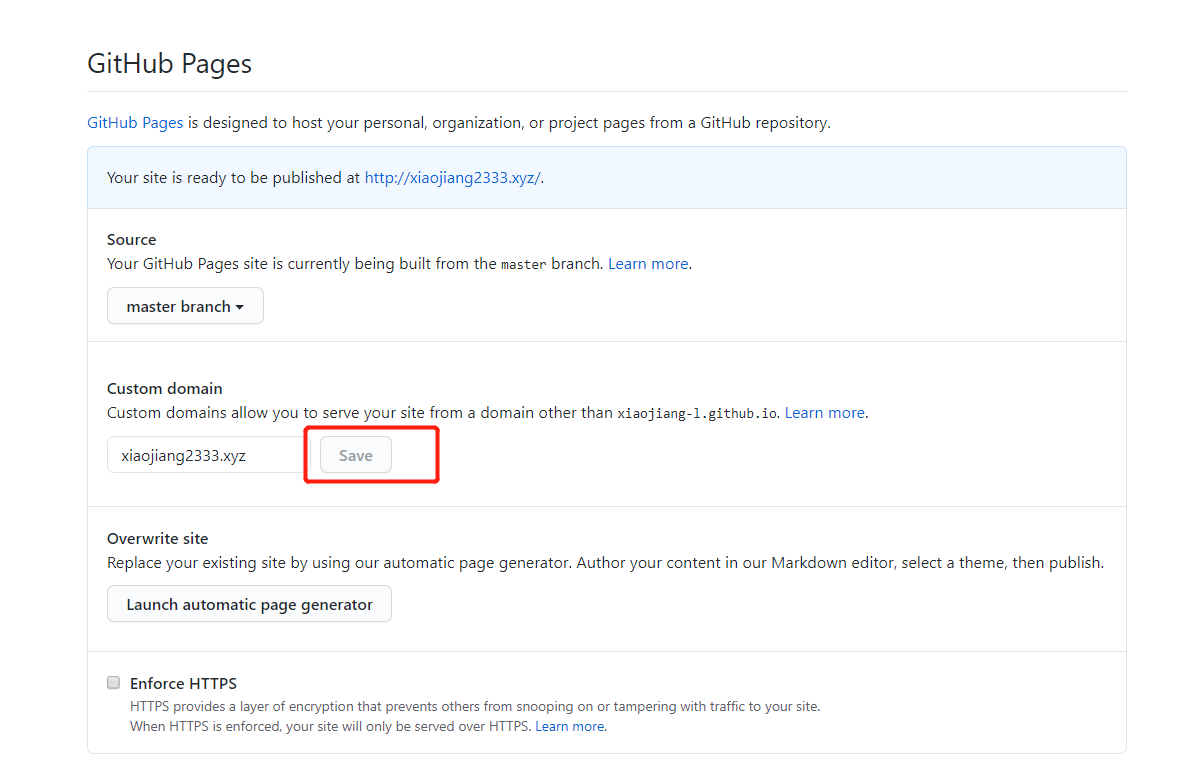 GitHub Pages
GitHub Pages is designed to host your personal, organization, or project pages from a GitHub repository.
Your site is ready to be published at http://xiaojiang2333.xyz/.
Source
Your GitHub Pages site is currently being built from the master branch. Learn more.
master branch
Custom domain
Custom domains allow you to serve your site from a domain other than xiaojiang-l.github.io. Learn more.
xiaojiang2333.xyz Save
Overwrite site
Replace your existing site by using our automatic page generator. Author your content in our Markdown editor, select a theme, then publish.
Launch automatic page generator
Enforce HTTPS
HTTPS provides a layer of encryption that prevents others from snooping on or tampering with traffic to your site.
When HTTPS is enforced, your site will only be served over HTTPS. Learn more.